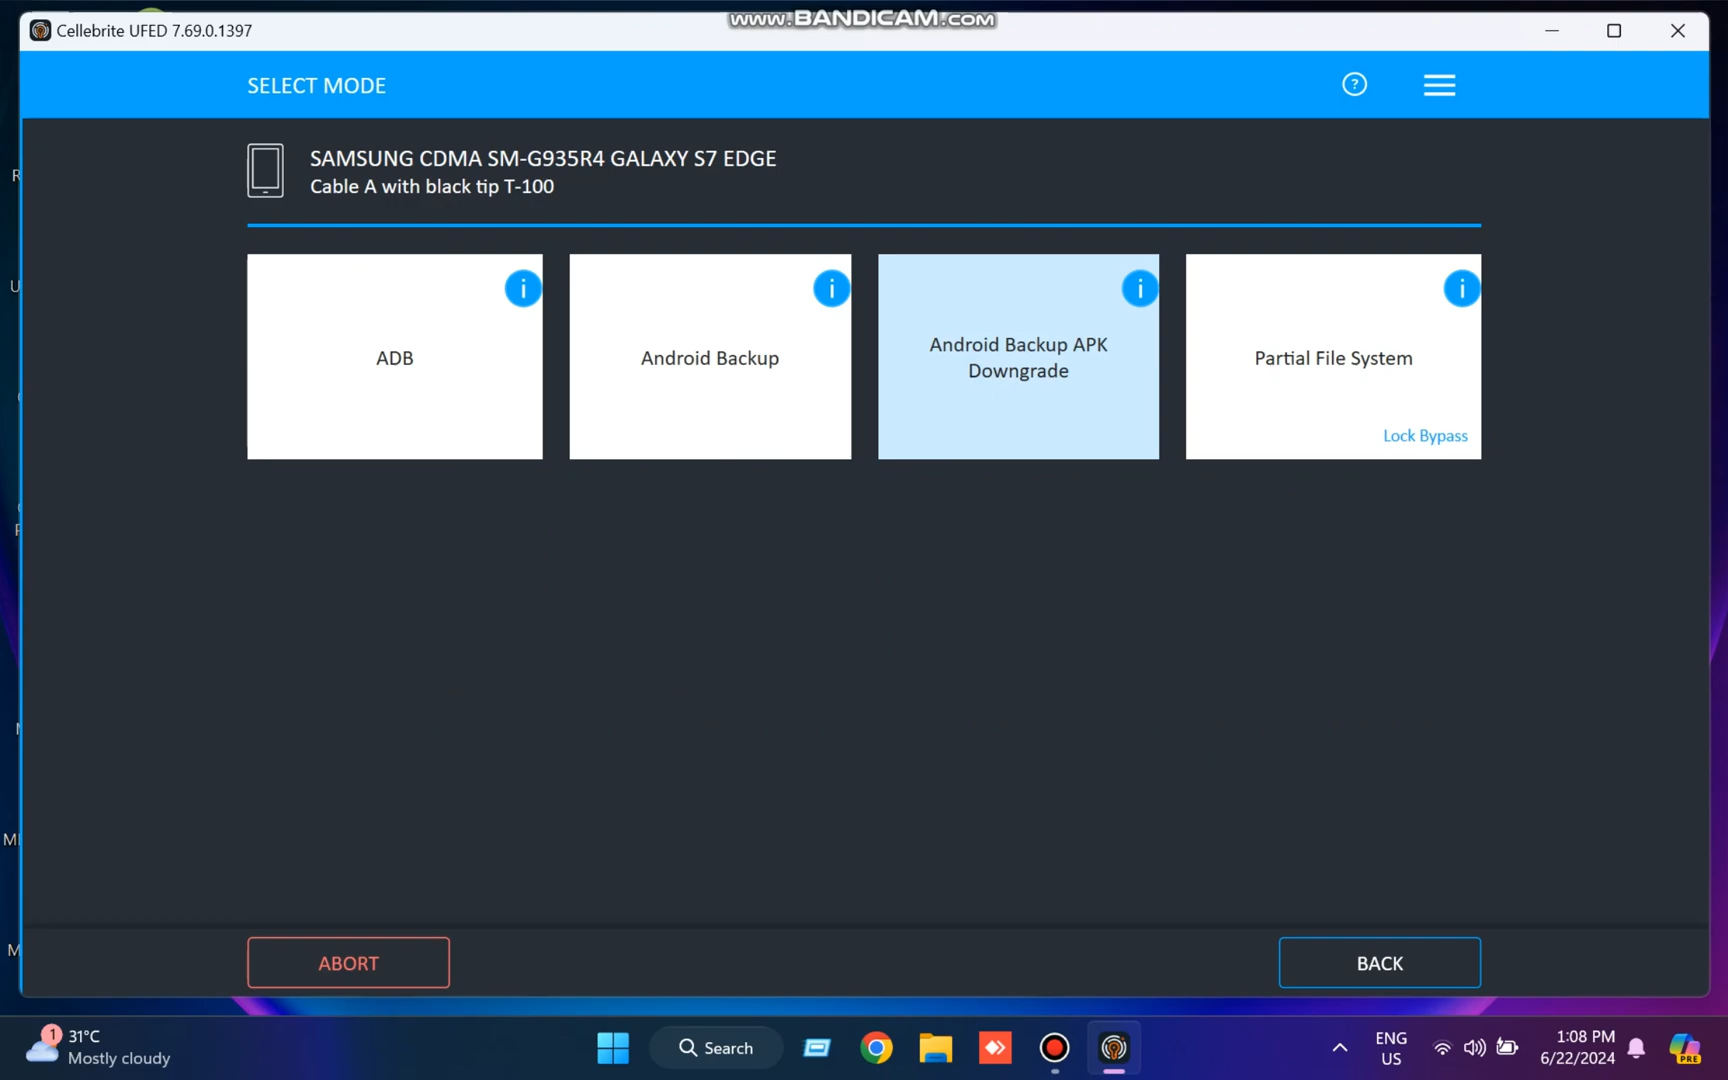 www.BANDICAM.com
Cellebrite UFED 7.69.0.1397
SELECT MODE
?
SAMSUNG CDMA SM-G935R4 GALAXY S7 EDGE
Cable A with black tip T-100
i
i
i
i
ADB
Android Backup
Android Backup APK
Downgrade
Partial File System
Lock Bypass
R
U
P
M
M
ABORT
BACK
1
31°C
Mostly cloudy
Search
ENG
US
1:08 PM
6/22/2024
PRE